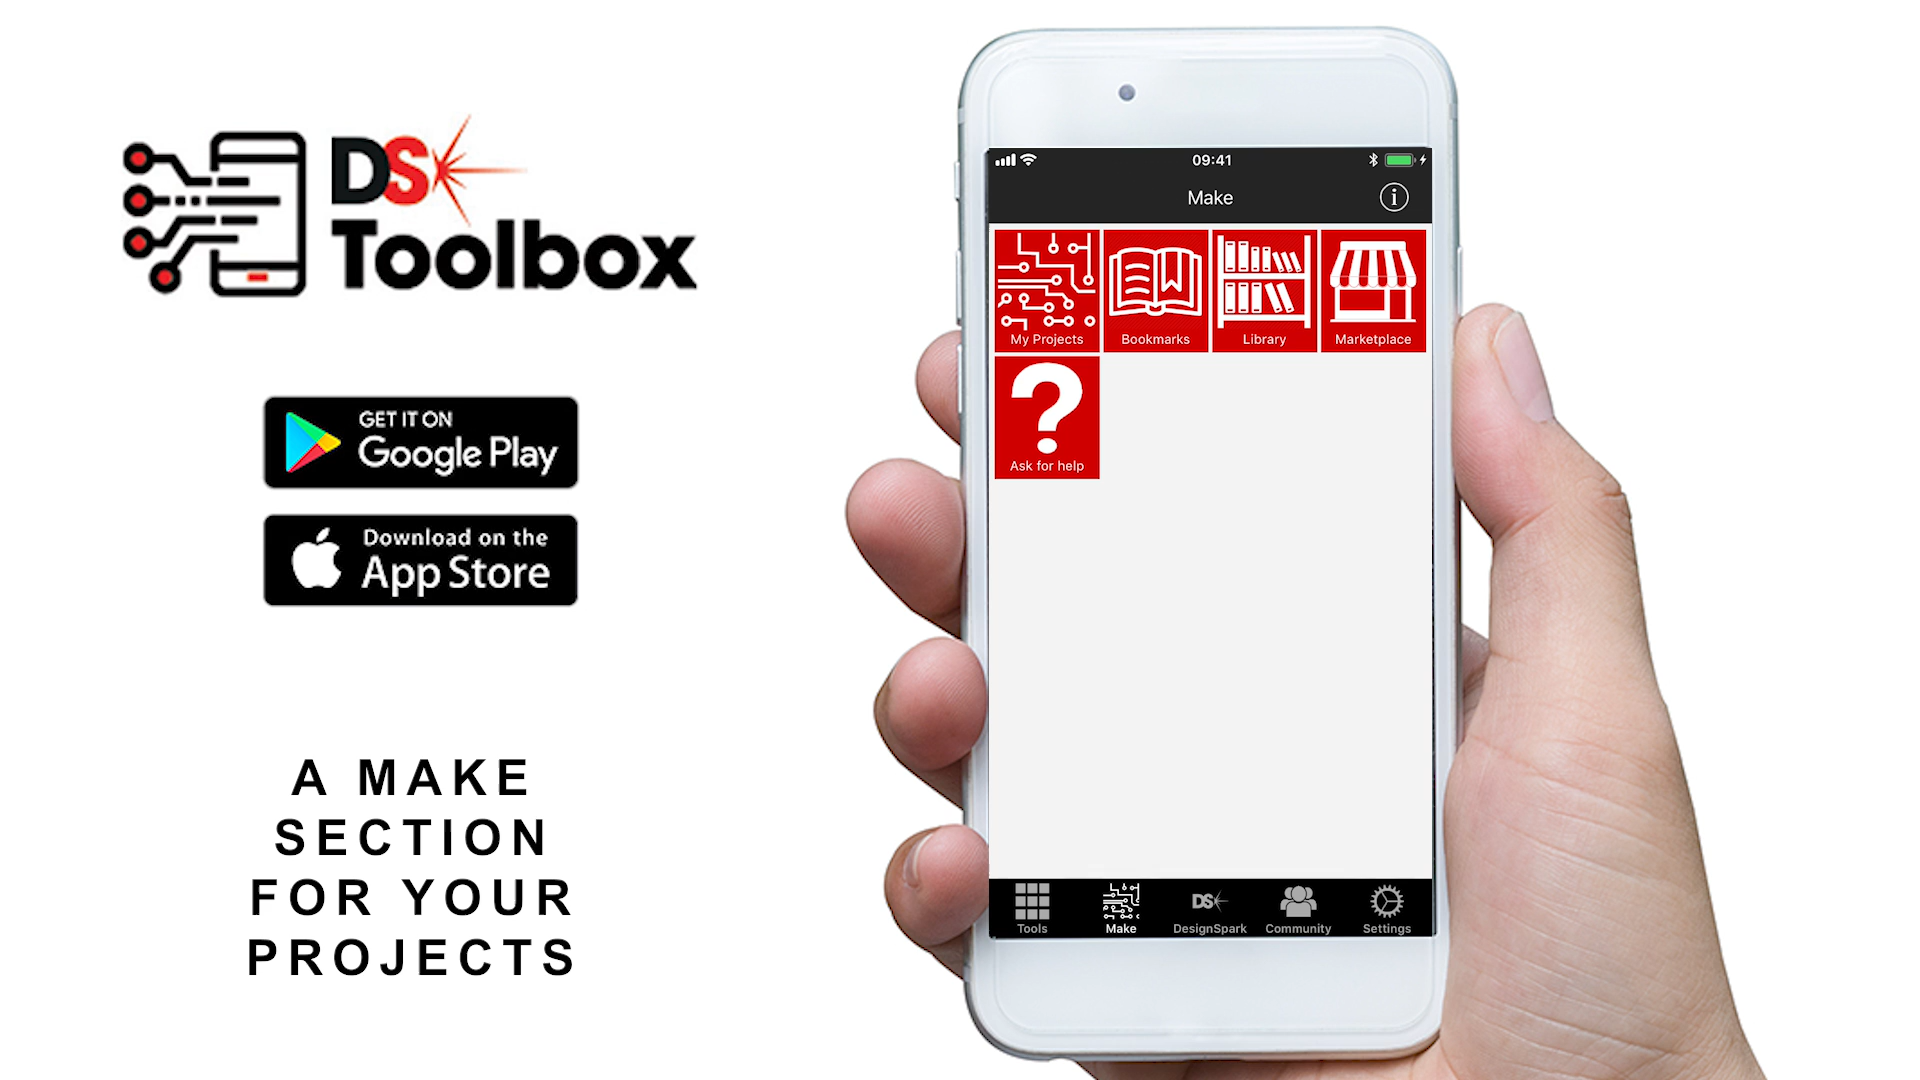 DS
Toolbox
GET IT ON
Google Play
Download on the
App Store
A MAKE
SECTION
FOR YOUR
PROJECTS
09:41
Make
i
My Projects
Bookmarks
Library
Marketplace
?
Ask for help
Tools
Make
DS
DesignSpark
Community
Settings